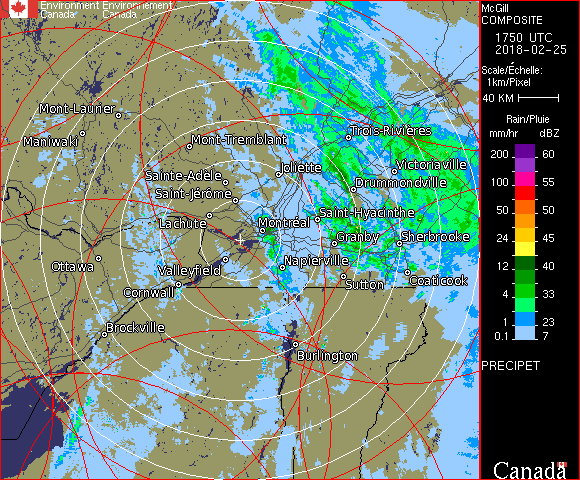 Environment Environnement
Canada Canada
McGill
COMPOSITE
1750 UTC
2018-02-25
Scale/Échelle:
1km/Pixel
40 KM
Rain/Pluie
mm/hr dBZ
200 60
150 57
100 55
50 50
24 45
12 40
4 33
1 23
0.1 7
PRECIPET
Canada
Mont-Laurier
Maniwaki
Mont-Tremblant
Trois-Rivières
Sainte-Adèle
Joliette
Victoriaville
Saint-Jérôme
Drummondville
Lachute
Saint-Hyacinthe
Montréal
Granby
Sherbrooke
Ottawa
Valleyfield
Napierville
Cornwall
Sutton
Coaticook
Brockville
Burlington